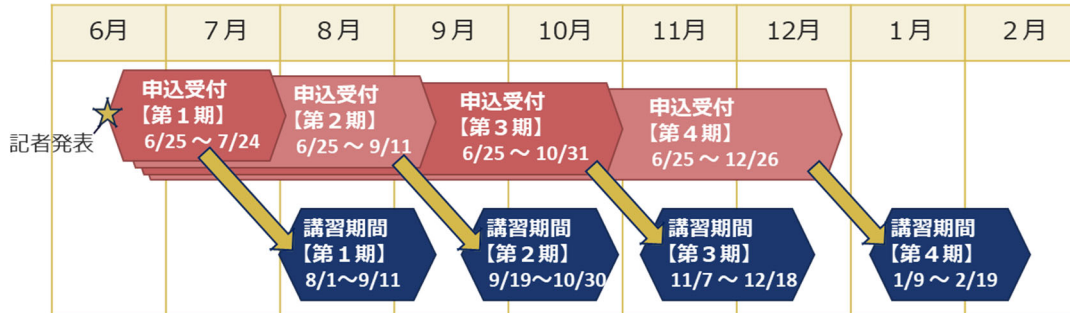 6月 7月 8月 9月 10月 11月 12月 1月 2月
記者発表
申込受付
【第1期】
6/25～7/24
申込受付
【第2期】
6/25～9/11
申込受付
【第3期】
6/25～10/31
申込受付
【第4期】
6/25～12/26
講習期間
【第1期】
8/1～9/11
講習期間
【第2期】
9/19～10/30
講習期間
【第3期】
11/7～12/18
講習期間
【第4期】
1/9～2/19